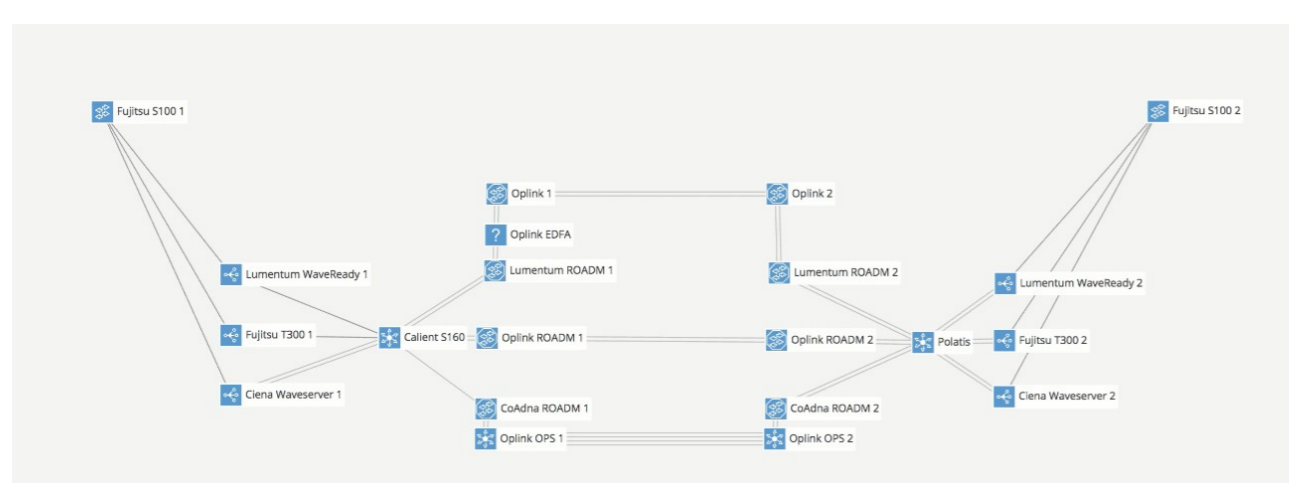 Fujitsu S100 1
Fujitsu S100 2
Oplink 1
Oplink 2
? Oplink EDFA
Lumentum ROADM 1
Lumentum ROADM 2
Lumentum WaveReady 1
Lumentum WaveReady 2
Fujitsu T300 1
Calient S160
Oplink ROADM 1
Oplink ROADM 2
Polatis
Fujitsu T300 2
Ciena Waveserver 1
Ciena Waveserver 2
CoAdna ROADM 1
CoAdna ROADM 2
Oplink OPS 1
Oplink OPS 2